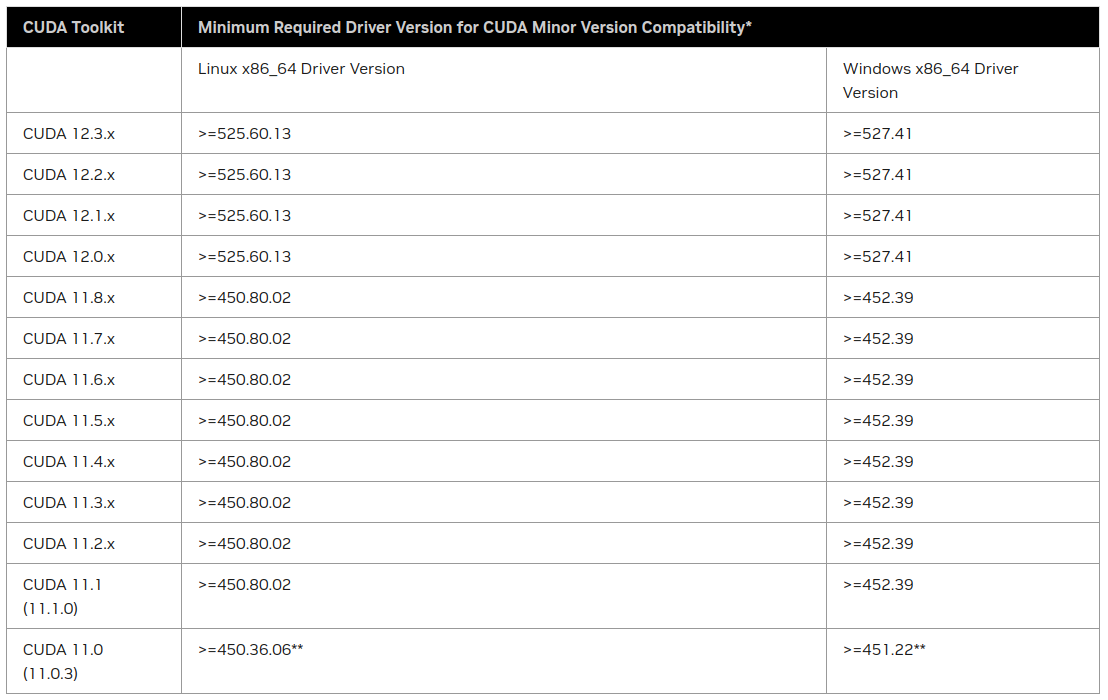 CUDA Toolkit Minimum Required Driver Version for CUDA Minor Version Compatibility*
Linux x86_64 Driver Version Windows x86_64 Driver
Version
CUDA 12.3.x >=525.60.13 >=527.41
CUDA 12.2.x >=525.60.13 >=527.41
CUDA 12.1.x >=525.60.13 >=527.41
CUDA 12.0.x >=525.60.13 >=527.41
CUDA 11.8.x >=450.80.02 >=452.39
CUDA 11.7.x >=450.80.02 >=452.39
CUDA 11.6.x >=450.80.02 >=452.39
CUDA 11.5.x >=450.80.02 >=452.39
CUDA 11.4.x >=450.80.02 >=452.39
CUDA 11.3.x >=450.80.02 >=452.39
CUDA 11.2.x >=450.80.02 >=452.39
CUDA 11.1 >=450.80.02 >=452.39
(11.1.0)
CUDA 11.0 >=450.36.06** >=451.22**
(11.0.3)